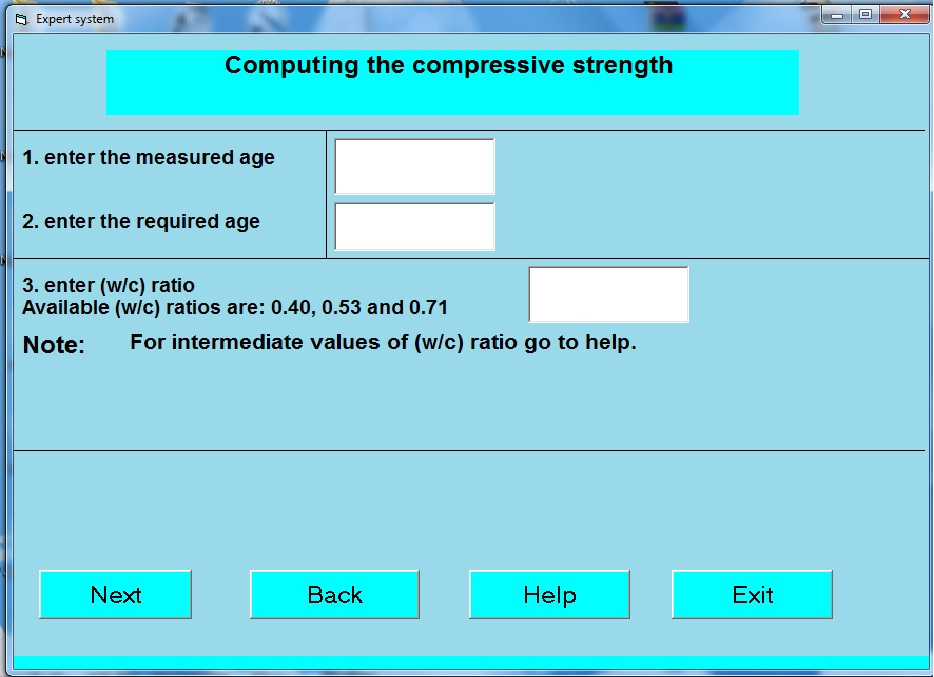 Expert system
Computing the compressive strength
1. enter the measured age
2. enter the required age
3. enter (w/c) ratio
Available (w/c) ratios are: 0.40, 0.53 and 0.71
Note: For intermediate values of (w/c) ratio go to help.
Next Back Help Exit